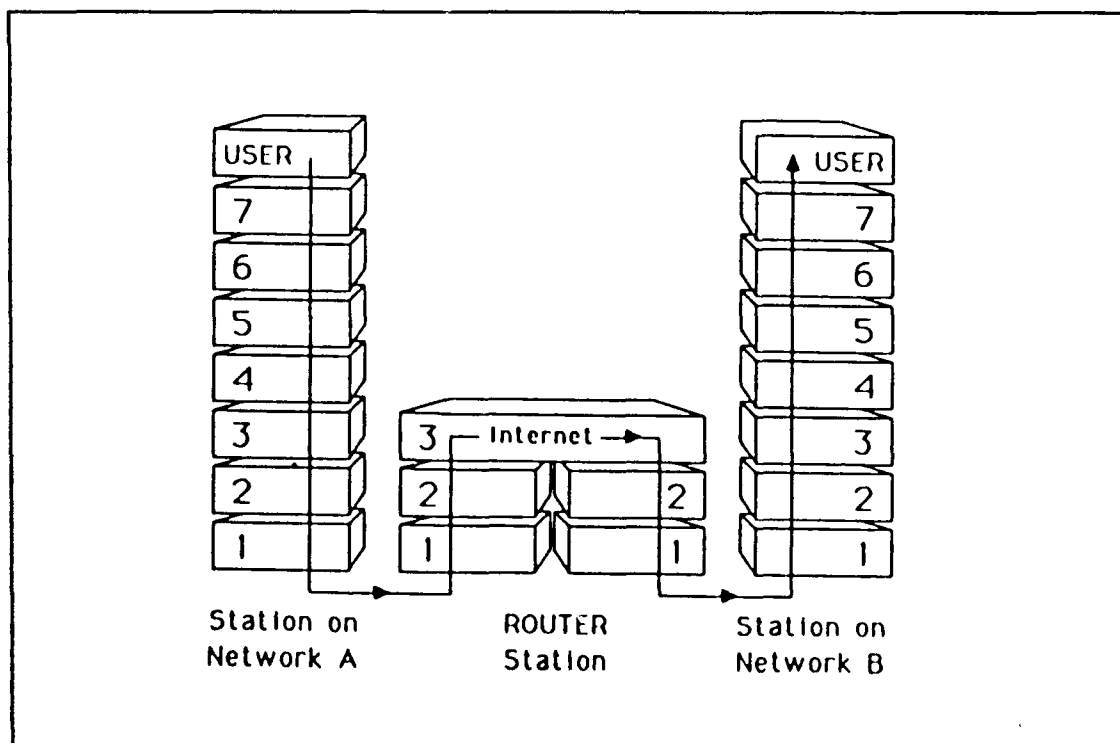 USER
7
6
5
4
3
2
1
Station on
Network A
3 Internet
2 2
1 1
ROUTER
Station
USER
7
6
5
4
3
2
1
Station on
Network B